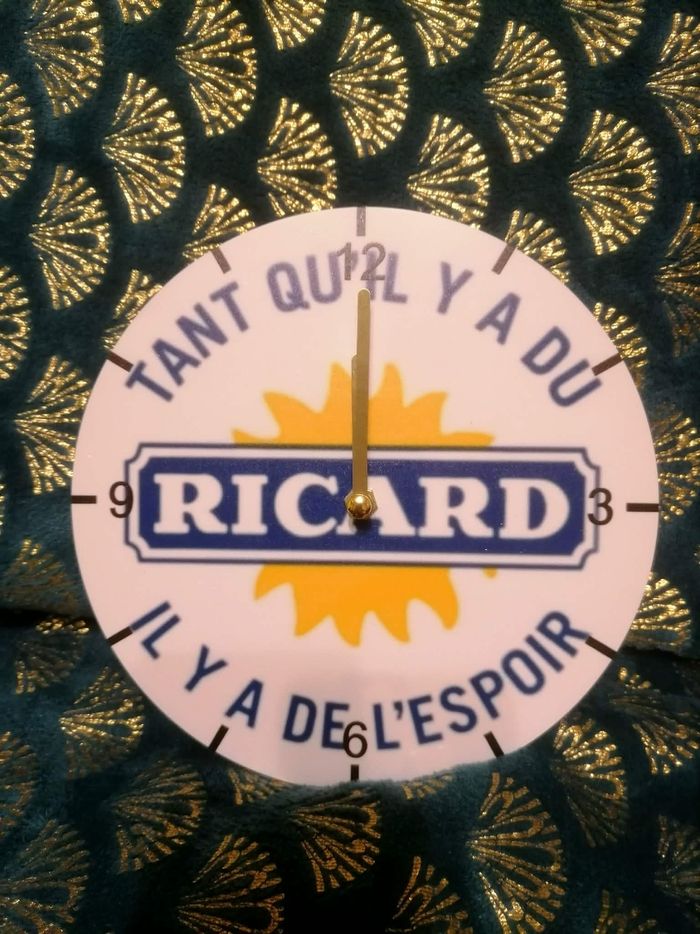 TANT QU'IL Y A DU
12
9
RICARD
3
IL Y A DE L'ESPOIR
6